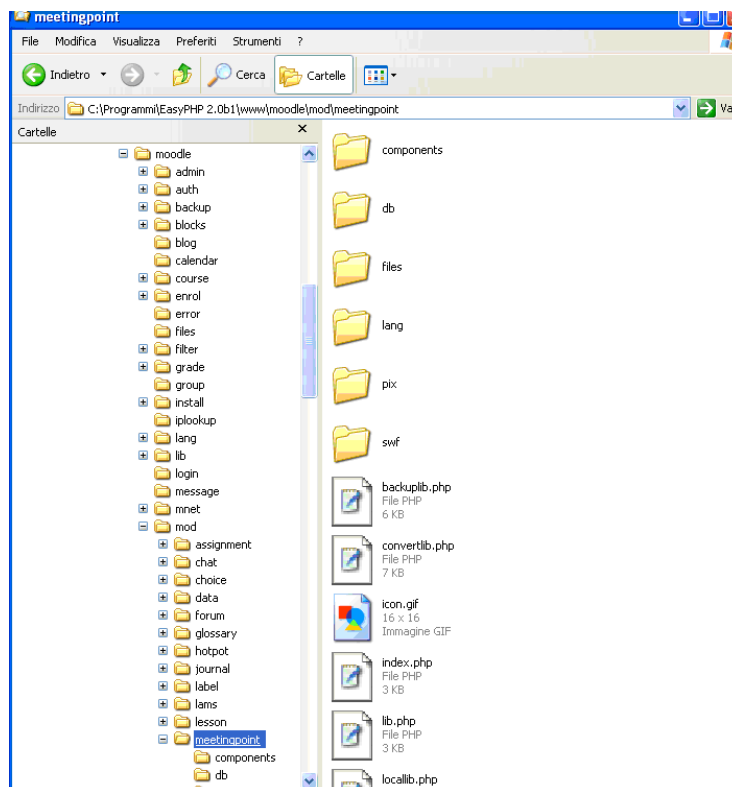 meetingpoint
File Modifica Visualizza Preferiti Strumenti ?
Indietro Cerca Cartelle
Indirizzo C:\Programmi\EasyPHP 2.0b1\www\moodle\mod\meetingpoint Va
Cartelle
moodle
admin
auth
backup
blocks
blog
calendar
course
enrol
error
files
filter
grade
group
install
iplookup
lang
lib
login
message
mnet
mod
assignment
chat
choice
data
forum
glossary
hotpot
journal
label
lams
lesson
meetingpoint
components
db
components
db
files
lang
pix
swf
backuplib.php
File PHP
6 KB
convertlib.php
File PHP
7 KB
icon.gif
16 x 16
Immagine GIF
index.php
File PHP
3 KB
lib.php
File PHP
3 KB
locallib.php